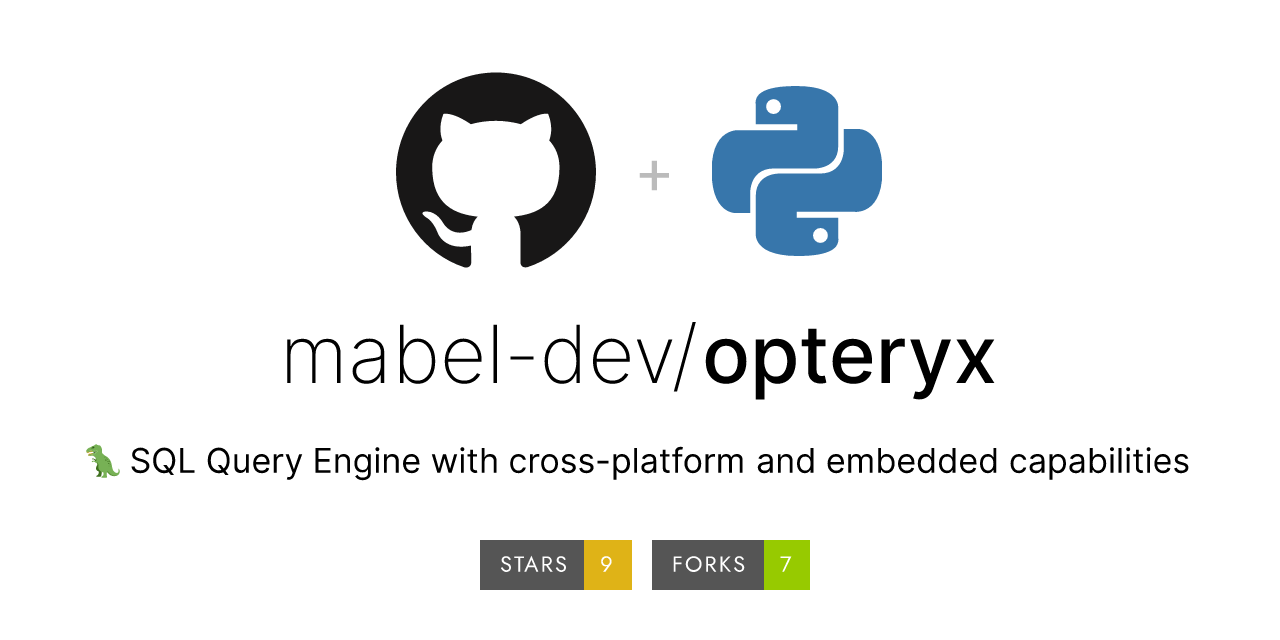 +
mabel-dev/opteryx
🦖 SQL Query Engine with cross-platform and embedded capabilities
STARS 9 FORKS 7